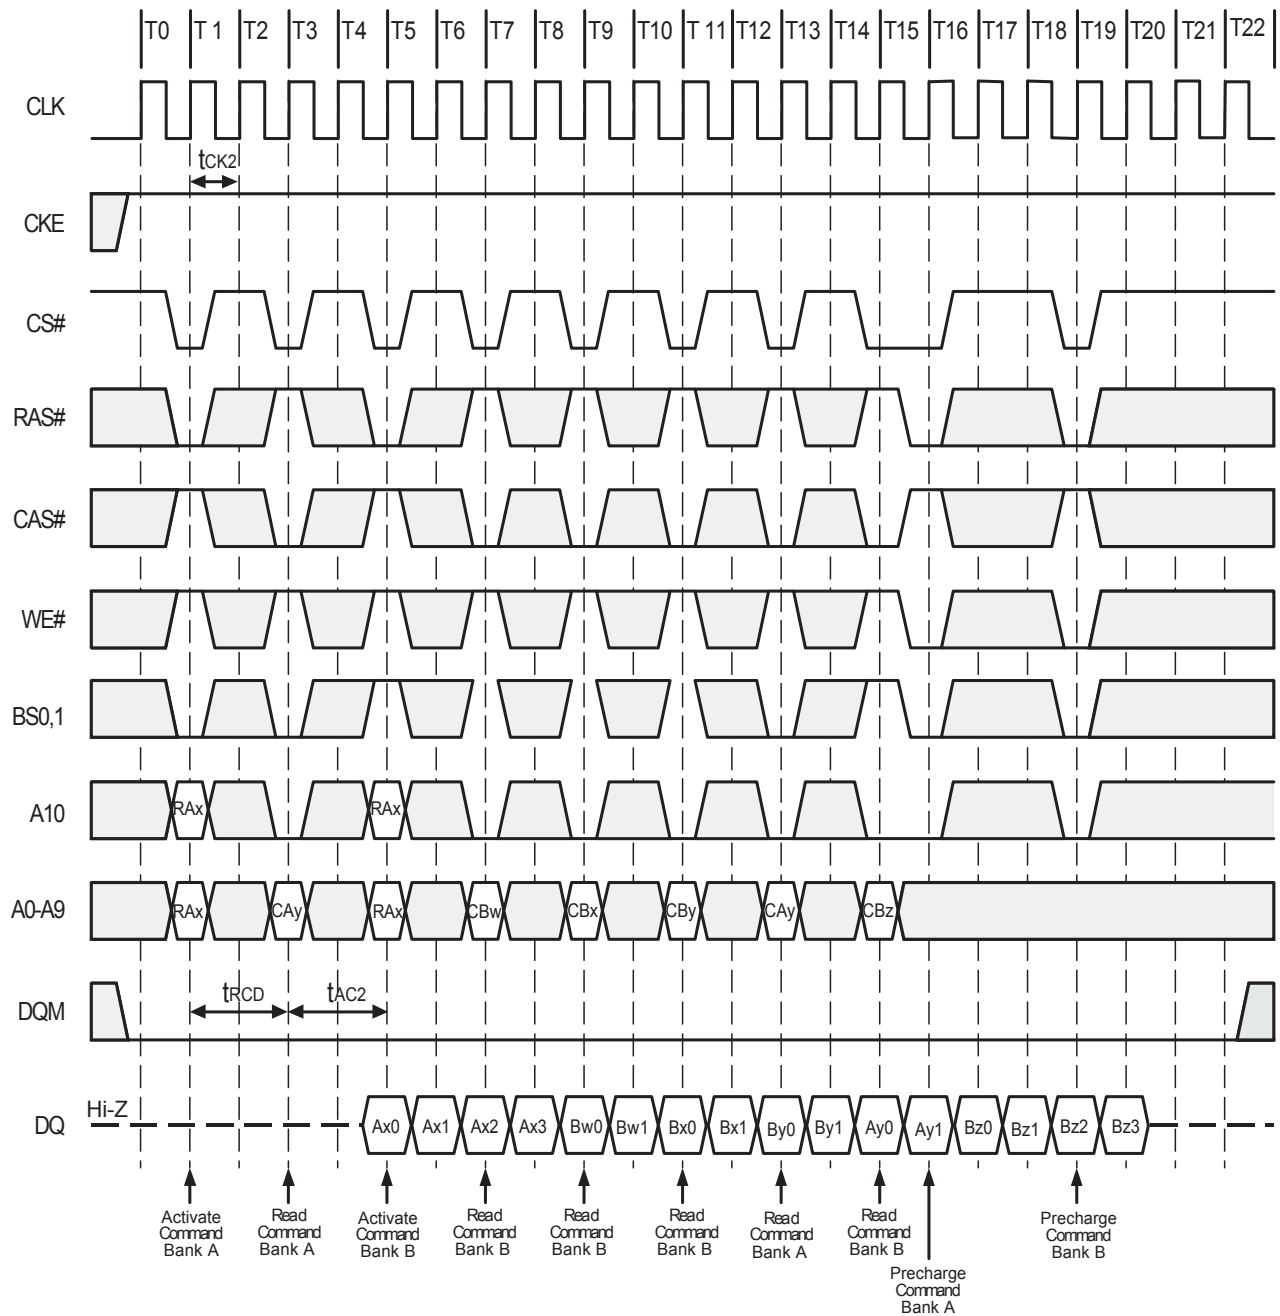 T0 T 1 T2 T3 T4 T5 T6 T7 T8 T9 T10 T 11 T12 T13 T14 T15 T16 T17 T18 T19 T20 T21 T22
CLK
tCK2
CKE
CS#
RAS#
CAS#
WE#
BS0,1
A10 RAx RAx
A0-A9 RAx CAy RAx CBw CBx CBy CAy CBz
DQM tRCD tAC2
Hi-Z
DQ Ax0 Ax1 Ax2 Ax3 Bw0 Bw1 Bx0 Bx1 By0 By1 Ay0 Ay1 Bz0 Bz1 Bz2 Bz3
Activate
Command
Bank A
Read
Command
Bank A
Activate
Command
Bank B
Read
Command
Bank B
Read
Command
Bank B
Read
Command
Bank B
Read
Command
Bank A
Read
Command
Bank B
Precharge
Command
Bank A
Precharge
Command
Bank B